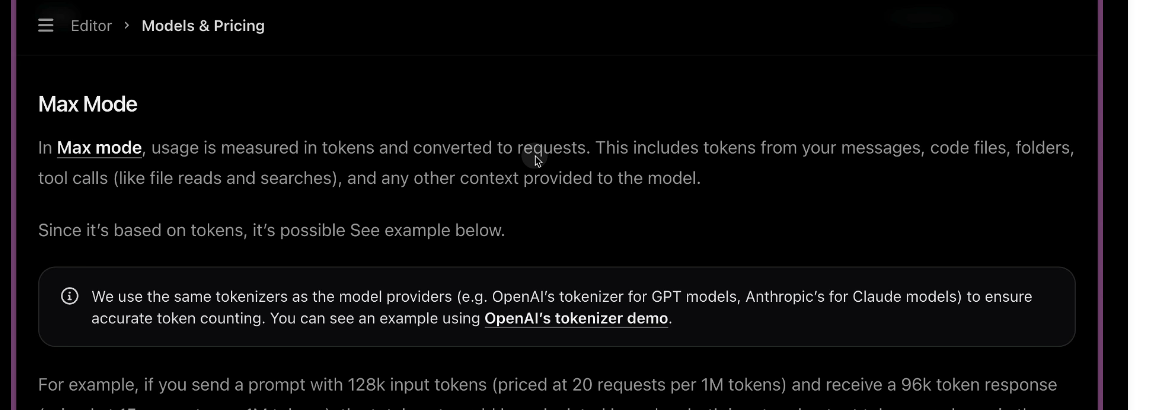 Editor > Models & Pricing
Max Mode
In Max mode, usage is measured in tokens and converted to requests. This includes tokens from your messages, code files, folders,
tool calls (like file reads and searches), and any other context provided to the model.
Since it's based on tokens, it's possible See example below.
We use the same tokenizers as the model providers (e.g. OpenAI's tokenizer for GPT models, Anthropic's for Claude models) to ensure
accurate token counting. You can see an example using OpenAI's tokenizer demo.
For example, if you send a prompt with 128k input tokens (priced at 20 requests per 1M tokens) and receive a 96k token response